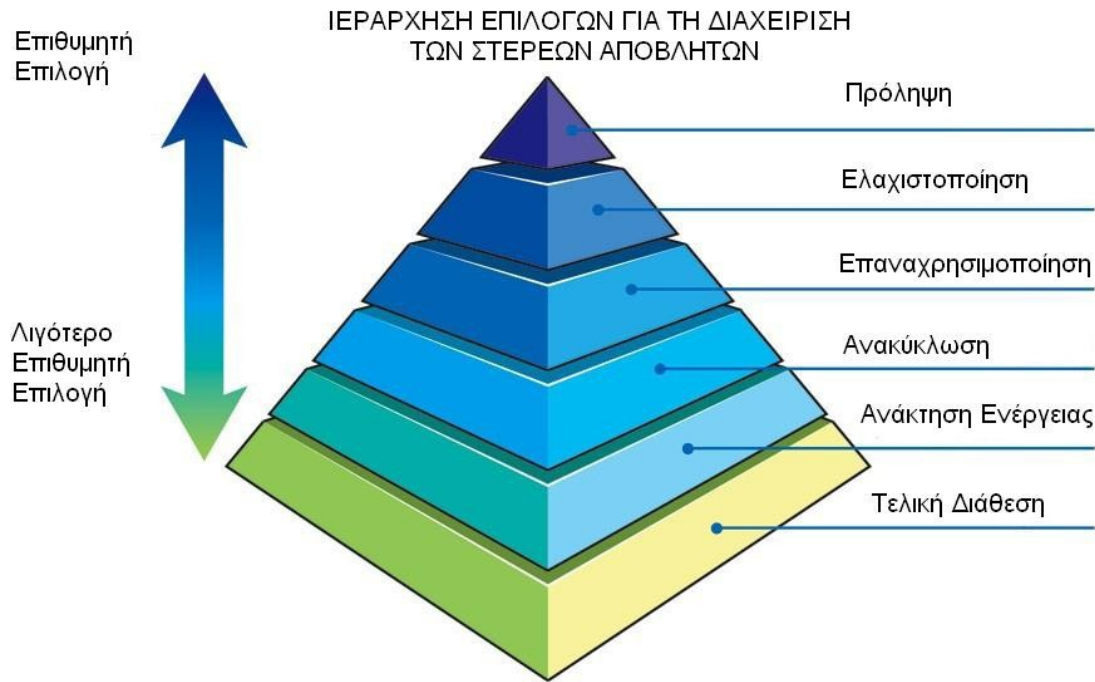 ΙΕΡΑΡΧΗΣΗ ΕΠΙΛΟΓΩΝ ΓΙΑ ΤΗ ΔΙΑΧΕΙΡΙΣΗ
ΤΩΝ ΣΤΕΡΕΩΝ ΑΠΟΒΛΗΤΩΝ
Επιθυμητή
Επιλογή
Πρόληψη
Ελαχιστοποίηση
Επαναχρησιμοποίηση
Λιγότερο
Επιθυμητή
Επιλογή
Ανακύκλωση
Ανάκτηση Ενέργειας
Τελική Διάθεση